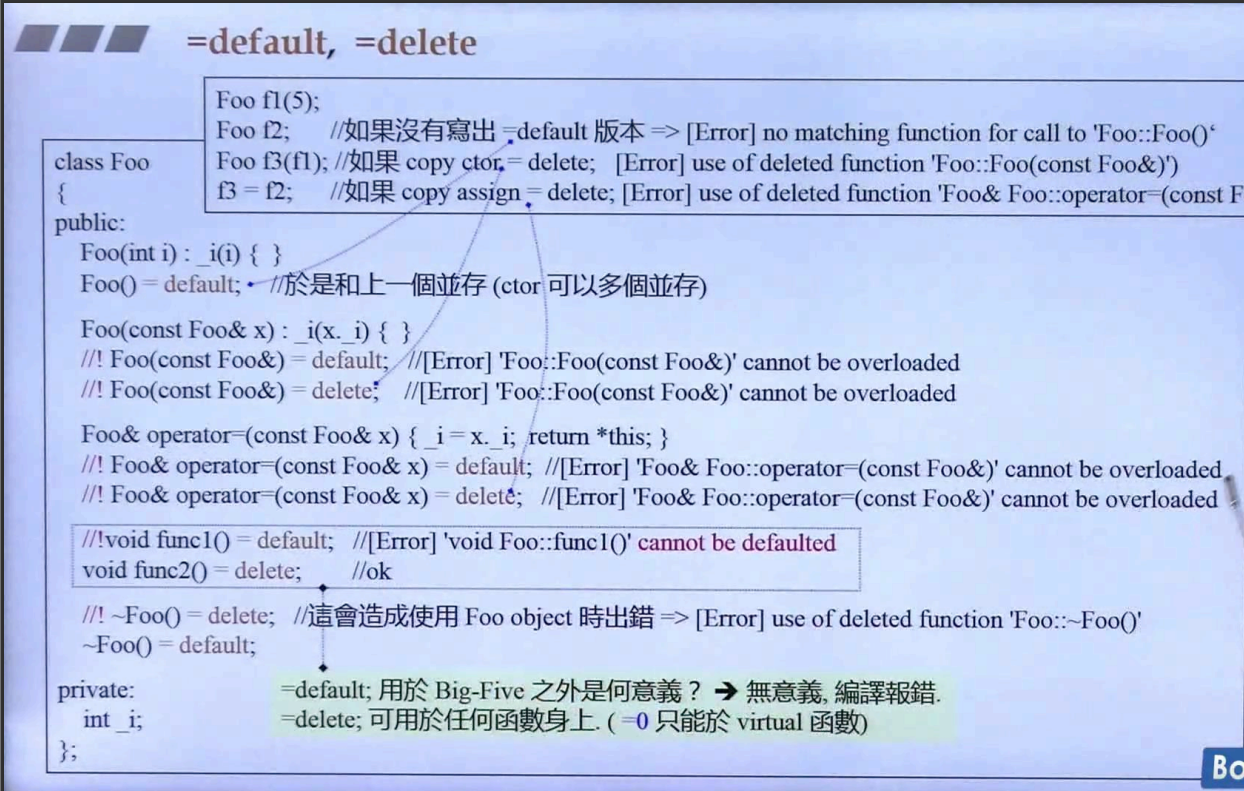 =default, =delete
Foo f1(5);
Foo f2; //如果沒有寫出 =default 版本 => [Error] no matching function for call to 'Foo::Foo()‘
Foo f3(f1); //如果 copy ctor = delete; [Error] use of deleted function 'Foo::Foo(const Foo&)')
f3 = f2; //如果 copy assign = delete; [Error] use of deleted function 'Foo& Foo::operator=(const F
class Foo
{
public:
Foo(int i) : _i(i) { }
Foo() = default; //於是和上一個並存 (ctor 可以多個並存)
Foo(const Foo& x) : _i(x._i) { }
//! Foo(const Foo&) = default; //[Error] 'Foo::Foo(const Foo&)' cannot be overloaded
//! Foo(const Foo&) = delete; //[Error] 'Foo::Foo(const Foo&)' cannot be overloaded
Foo& operator=(const Foo& x) { _i = x._i; return *this; }
//! Foo& operator=(const Foo& x) = default; //[Error] 'Foo& Foo::operator=(const Foo&)' cannot be overloaded
//! Foo& operator=(const Foo& x) = delete; //[Error] 'Foo& Foo::operator=(const Foo&)' cannot be overloaded
//!void func1() = default; //[Error] 'void Foo::func1()' cannot be defaulted
void func2() = delete; //ok
//! ~Foo() = delete; //這會造成使用 Foo object 時出錯 => [Error] use of deleted function 'Foo::~Foo()'
~Foo() = default;
private:
int _i;
};
=default; 用於 Big-Five 之外是何意義？ ➔ 無意義, 編譯報錯.
=delete; 可用於任何函數身上. ( =0 只能於 virtual 函數)
Bo